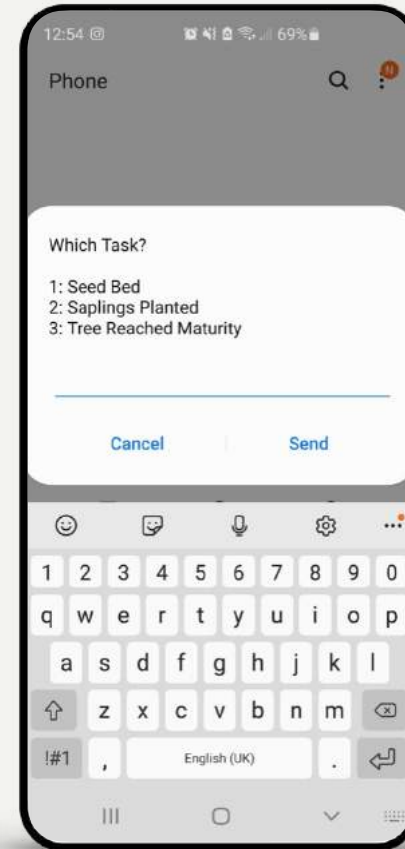 12:54 69%
Phone
N
Which Task?
1: Seed Bed
2: Saplings Planted
3: Tree Reached Maturity
Cancel Send
1 2 3 4 5 6 7 8 9 0
q w e r t y u i o p
a s d f g h j k l
z x c v b n m
!#1 , English (UK) .